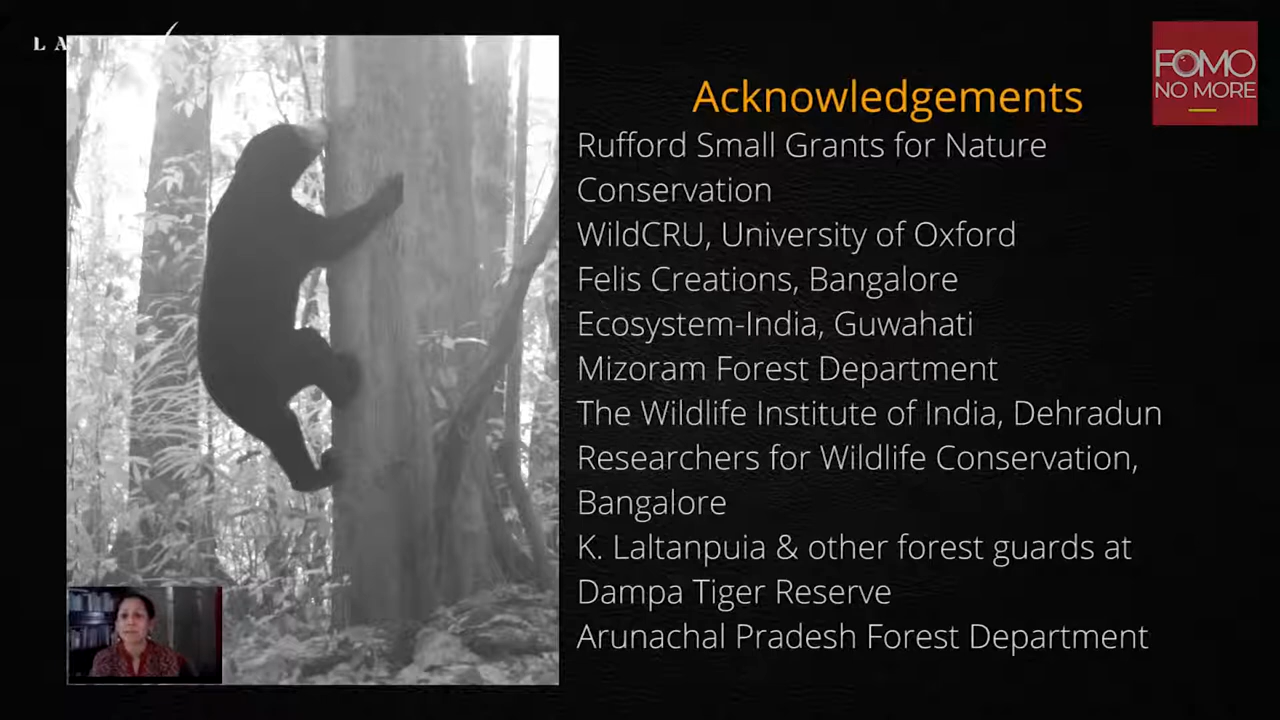 LA
FOMO
NO MORE
Acknowledgements
Rufford Small Grants for Nature
Conservation
WildCRU, University of Oxford
Felis Creations, Bangalore
Ecosystem-India, Guwahati
Mizoram Forest Department
The Wildlife Institute of India, Dehradun
Researchers for Wildlife Conservation,
Bangalore
K. Laltanpuia & other forest guards at
Dampa Tiger Reserve
Arunachal Pradesh Forest Department